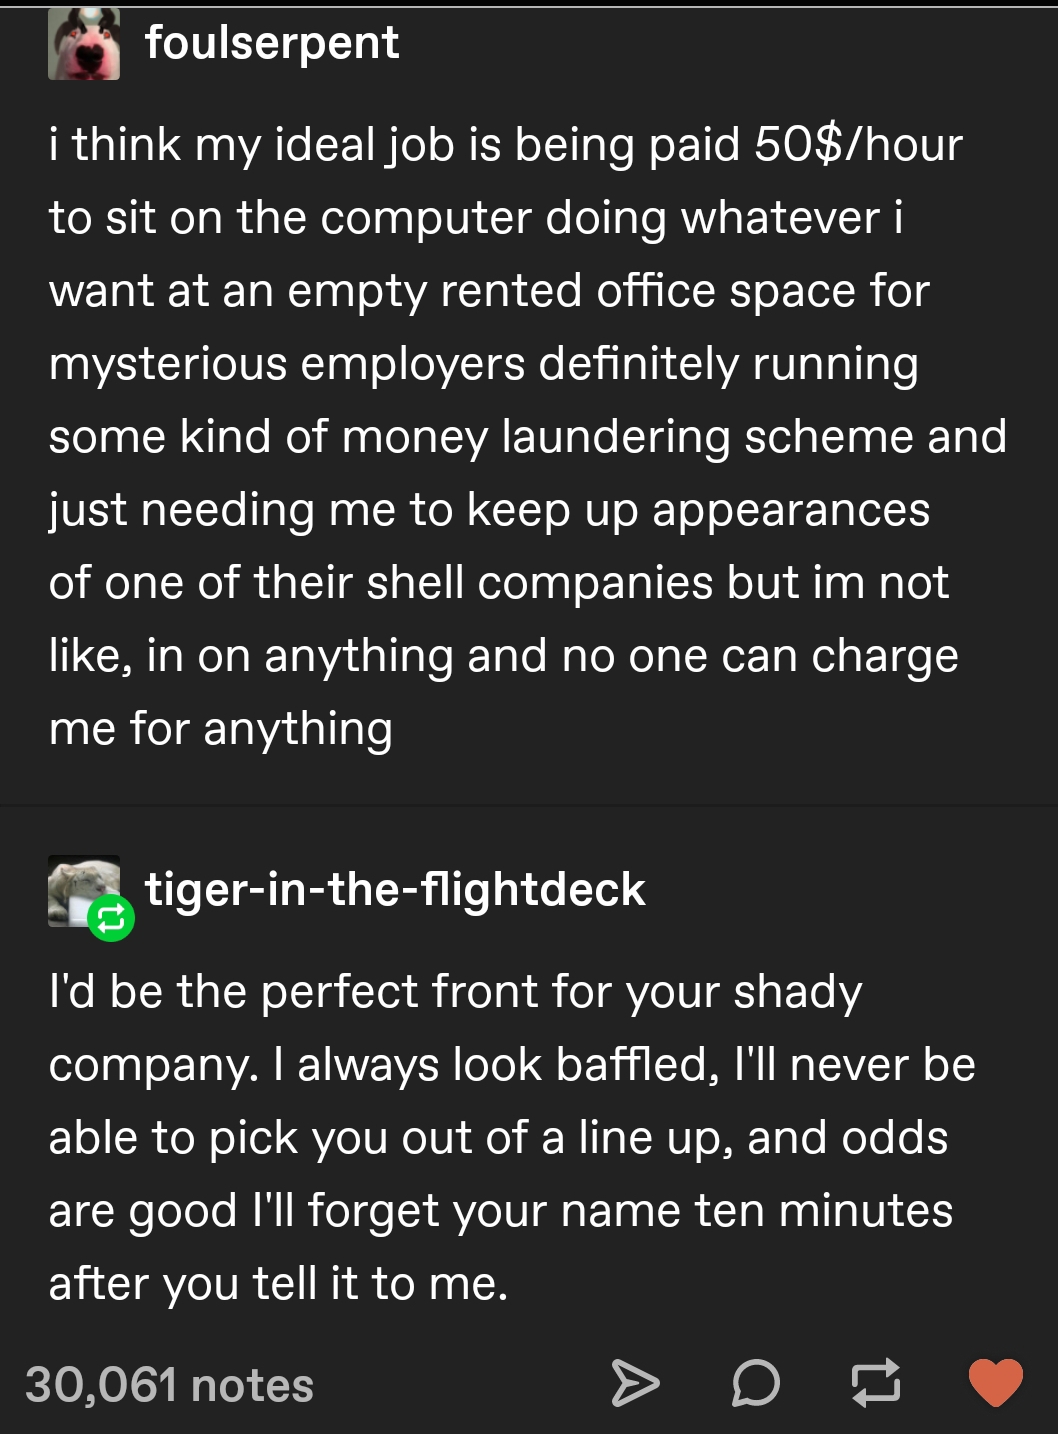 foulserpent
i think my ideal job is being paid 50$/hour
to sit on the computer doing whatever i
want at an empty rented office space for
mysterious employers definitely running
some kind of money laundering scheme and
just needing me to keep up appearances
of one of their shell companies but im not
like, in on anything and no one can charge
me for anything
tiger-in-the-flightdeck
I'd be the perfect front for your shady
company. I always look baffled, I'll never be
able to pick you out of a line up, and odds
are good I'll forget your name ten minutes
after you tell it to me.
30,061 notes